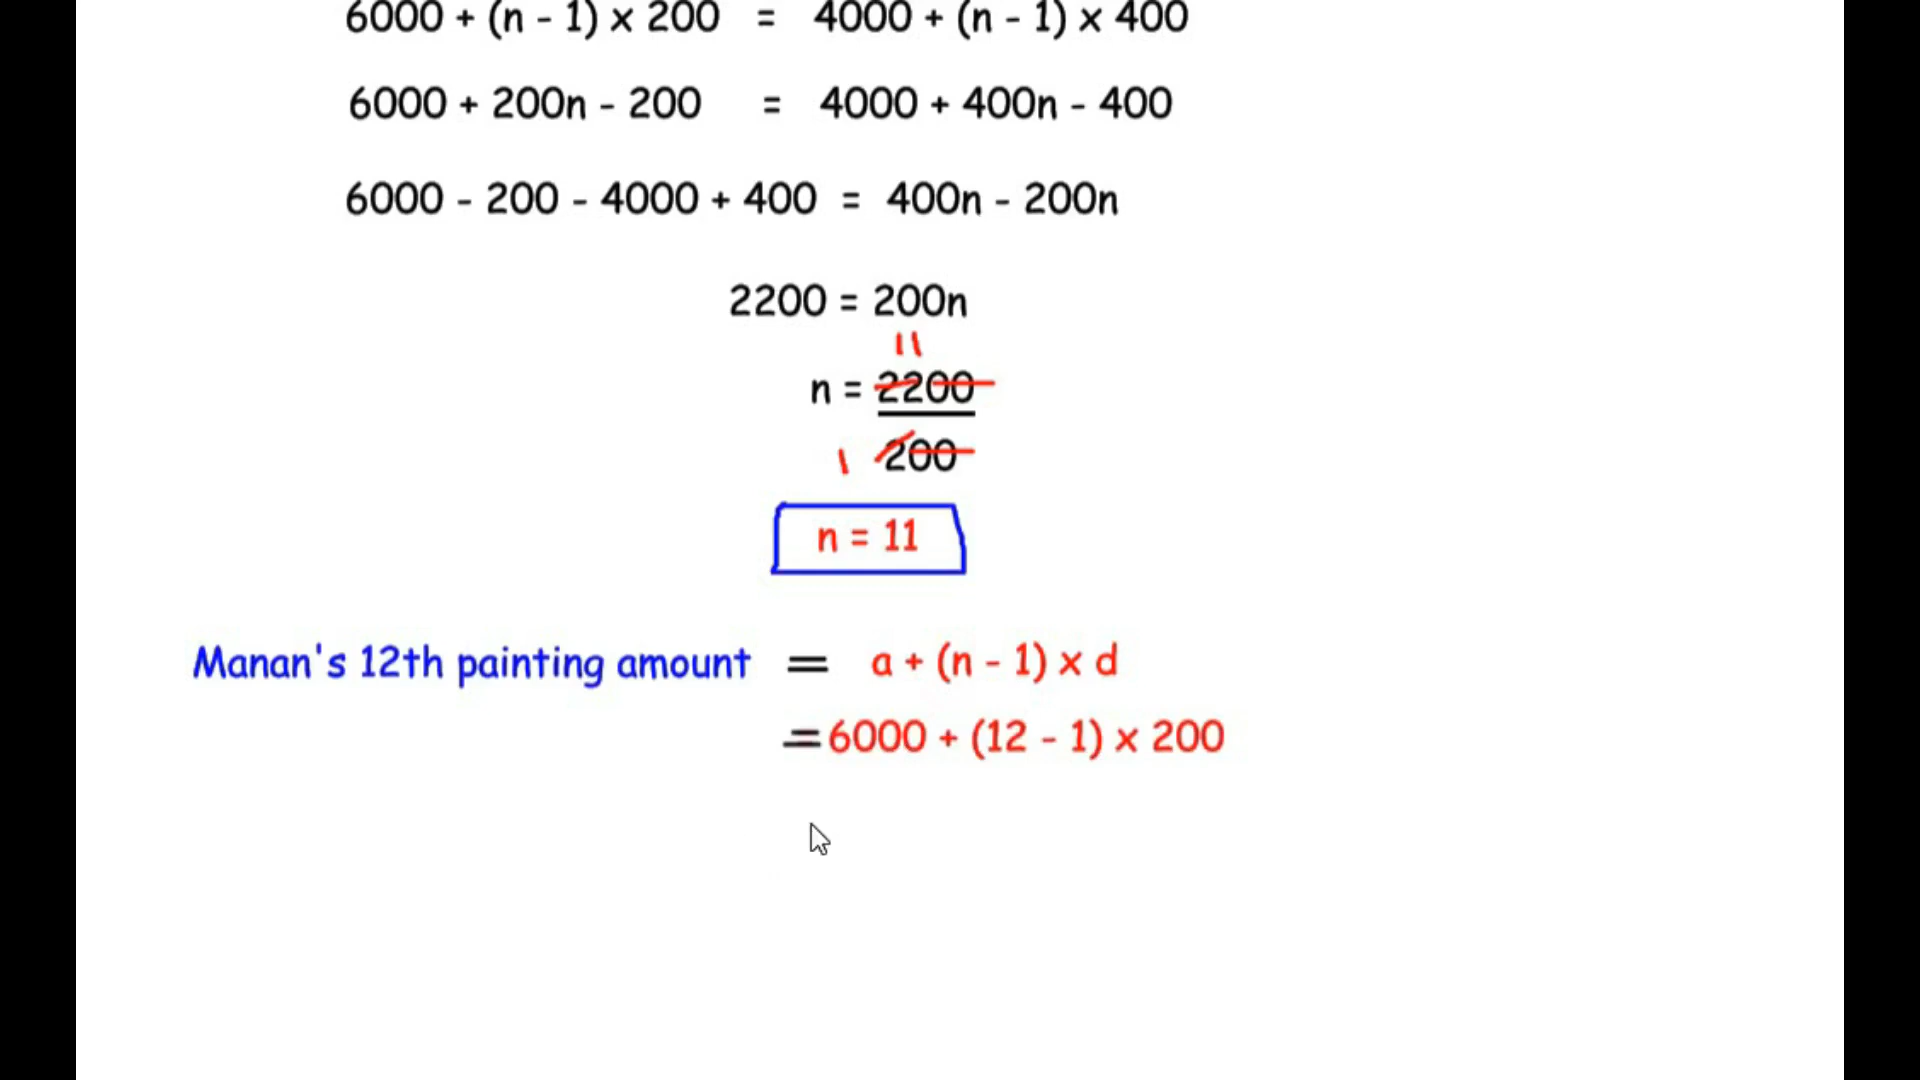 6000 + (n - 1) x 200 = 4000 + (n - 1) x 400
6000 + 200n - 200 = 4000 + 400n - 400
6000 - 200 - 4000 + 400 = 400n - 200n
2200 = 200n
11
n = 2200
1 200
n = 11
Manan's 12th painting amount = a + (n - 1) x d
= 6000 + (12 - 1) x 200